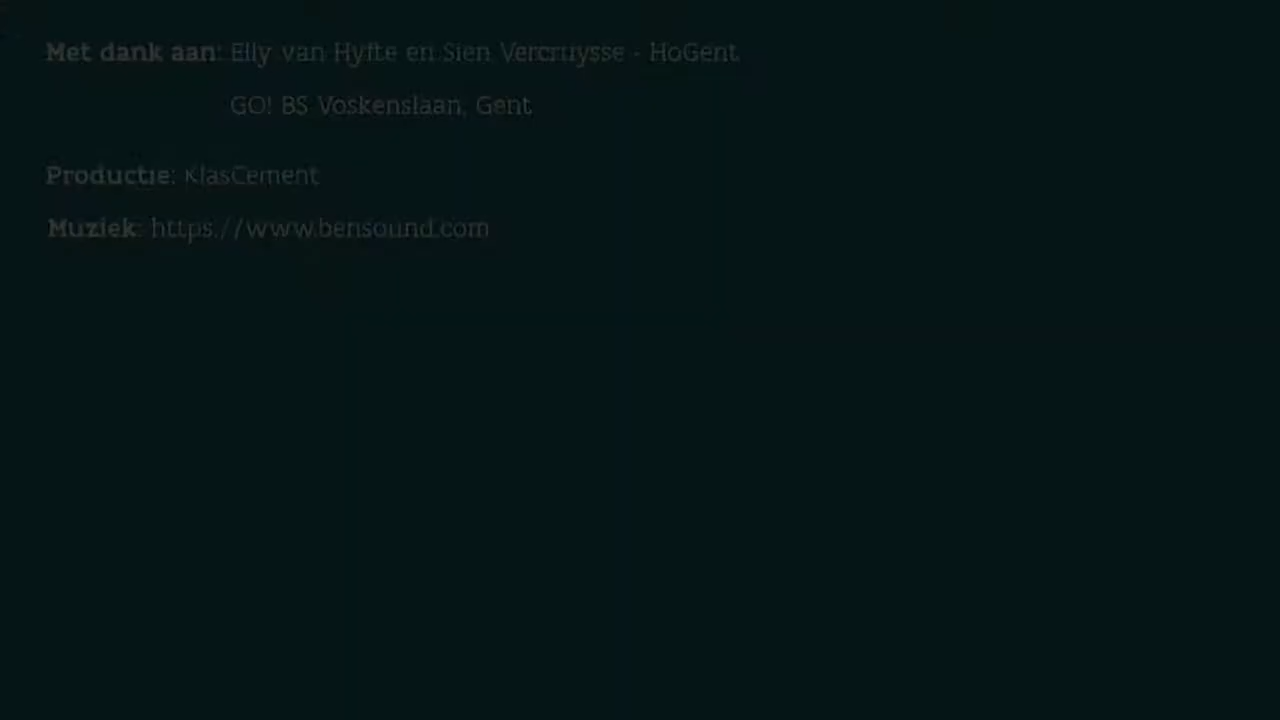 Met dank aan: Elly van Hyfte en Sien Vercruysse - HoGent
GO! BS Voskenslaan, Gent
Productie: KlasCement
Muziek: https://www.bensound.com